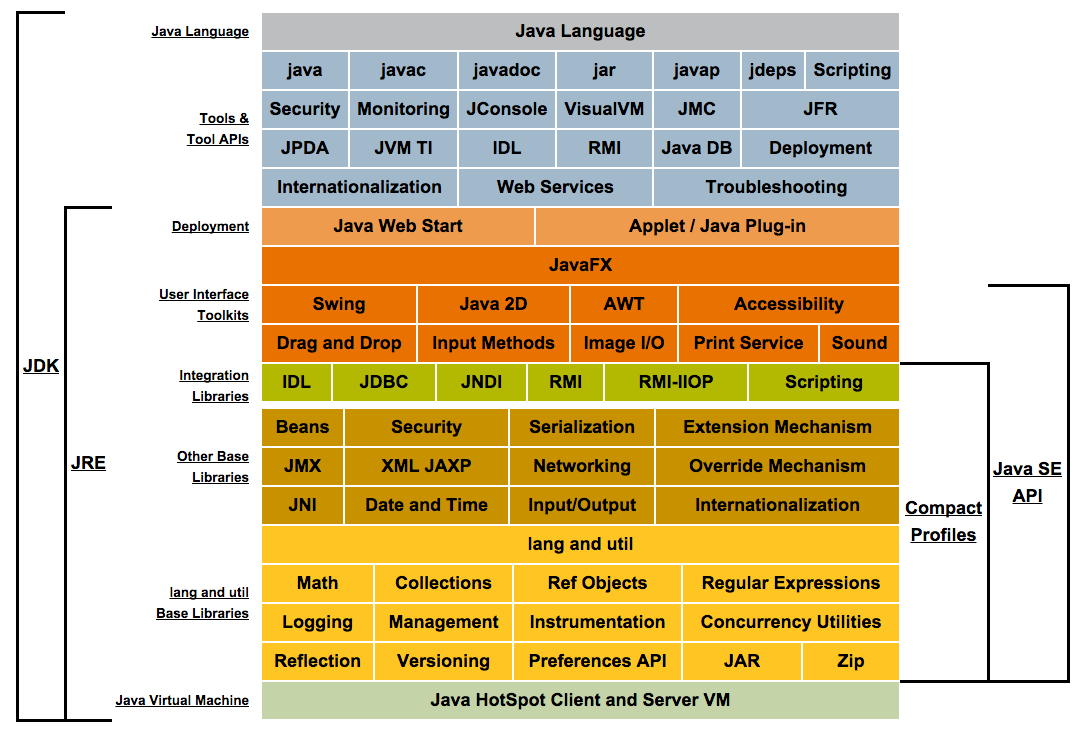 Java Language
Java Language
java javac javadoc jar javap jdeps Scripting
Security Monitoring JConsole VisualVM JMC JFR
Tools &
Tool APIs
JPDA JVM TI IDL RMI Java DB Deployment
Internationalization Web Services Troubleshooting
Deployment
Java Web Start Applet / Java Plug-in
JavaFX
User Interface
Toolkits
Swing Java 2D AWT Accessibility
Drag and Drop Input Methods Image I/O Print Service Sound
JDK
Integration
Libraries
IDL JDBC JNDI RMI RMI-IIOP Scripting
Beans Security Serialization Extension Mechanism
Other Base
Libraries
JMX XML JAXP Networking Override Mechanism
JRE
Java SE
API
JNI Date and Time Input/Output Internationalization
Compact
Profiles
lang and util
Math Collections Ref Objects Regular Expressions
lang and util
Base Libraries
Logging Management Instrumentation Concurrency Utilities
Reflection Versioning Preferences API JAR Zip
Java Virtual Machine
Java HotSpot Client and Server VM